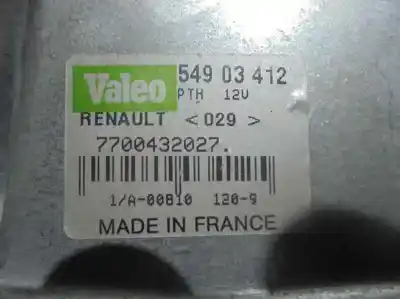 Valeo 549 03 412
PTH 12V
RENAULT <029>
7700432027.
1/A-00810 120-9
MADE IN FRANCE